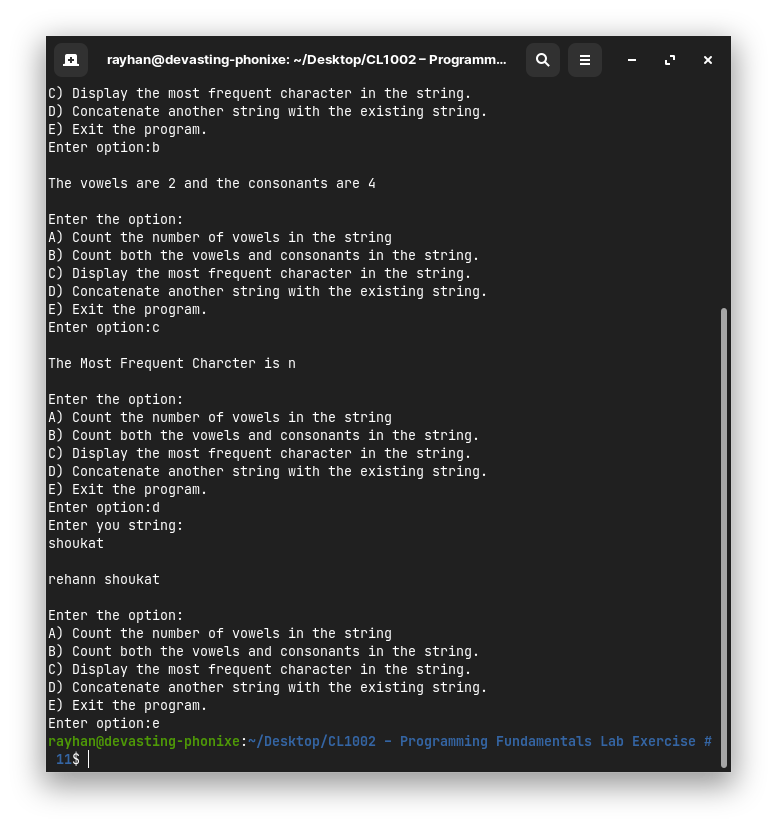 rayhan@devasting-phonixe: ~/Desktop/CL1002 – Programm...
C) Display the most frequent character in the string.
D) Concatenate another string with the existing string.
E) Exit the program.
Enter option:b
The vowels are 2 and the consonants are 4
Enter the option:
A) Count the number of vowels in the string
B) Count both the vowels and consonants in the string.
C) Display the most frequent character in the string.
D) Concatenate another string with the existing string.
E) Exit the program.
Enter option:c
The Most Frequent Charcter is n
Enter the option:
A) Count the number of vowels in the string
B) Count both the vowels and consonants in the string.
C) Display the most frequent character in the string.
D) Concatenate another string with the existing string.
E) Exit the program.
Enter option:d
Enter you string:
shoukat
rehann shoukat
Enter the option:
A) Count the number of vowels in the string
B) Count both the vowels and consonants in the string.
C) Display the most frequent character in the string.
D) Concatenate another string with the existing string.
E) Exit the program.
Enter option:e
rayhan@devasting-phonixe:~/Desktop/CL1002 – Programming Fundamentals Lab Exercise #
11$